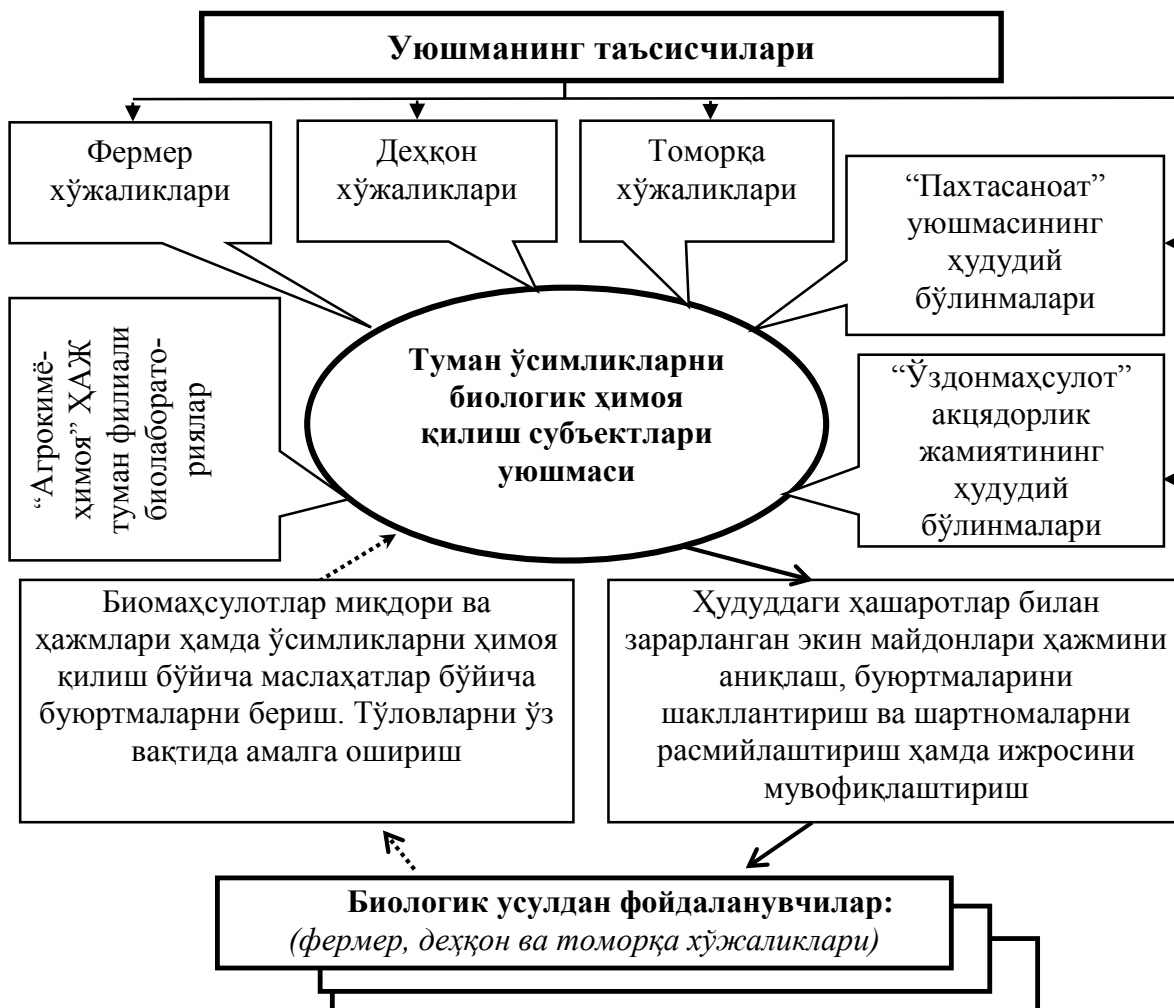 Уюшманинг таъсисчилари
Фермер
хўжаликлари
Деҳқон
хўжаликлари
Томорқа
хўжаликлари
“Пахтасаноат”
уюшмасининг
ҳудудий
бўлинмалари
“Агрокимё-
ҳимоя” ҲАЖ
туман филиали
биолаборато-
риялар
Туман ўсимликларни
биологик ҳимоя
қилиш субъектлари
уюшмаси
“Ўздонмаҳсулот”
акцядорлик
жамиятининг
ҳудудий
бўлинмалари
Биомаҳсулотлар миқдори ва
ҳажмлари ҳамда ўсимликларни ҳимоя
қилиш бўйича маслаҳатлар бўйича
буюртмаларни бериш. Тўловларни ўз
вақтида амалга ошириш
Ҳудуддаги ҳашаротлар билан
зарарланган экин майдонлари ҳажмини
аниқлаш, буюртмаларини
шакллантириш ва шартномаларни
расмийлаштириш ҳамда ижросини
мувофиқлаштириш
Биологик усулдан фойдаланувчилар:
(фермер, деҳқон ва томорқа хўжаликлари)